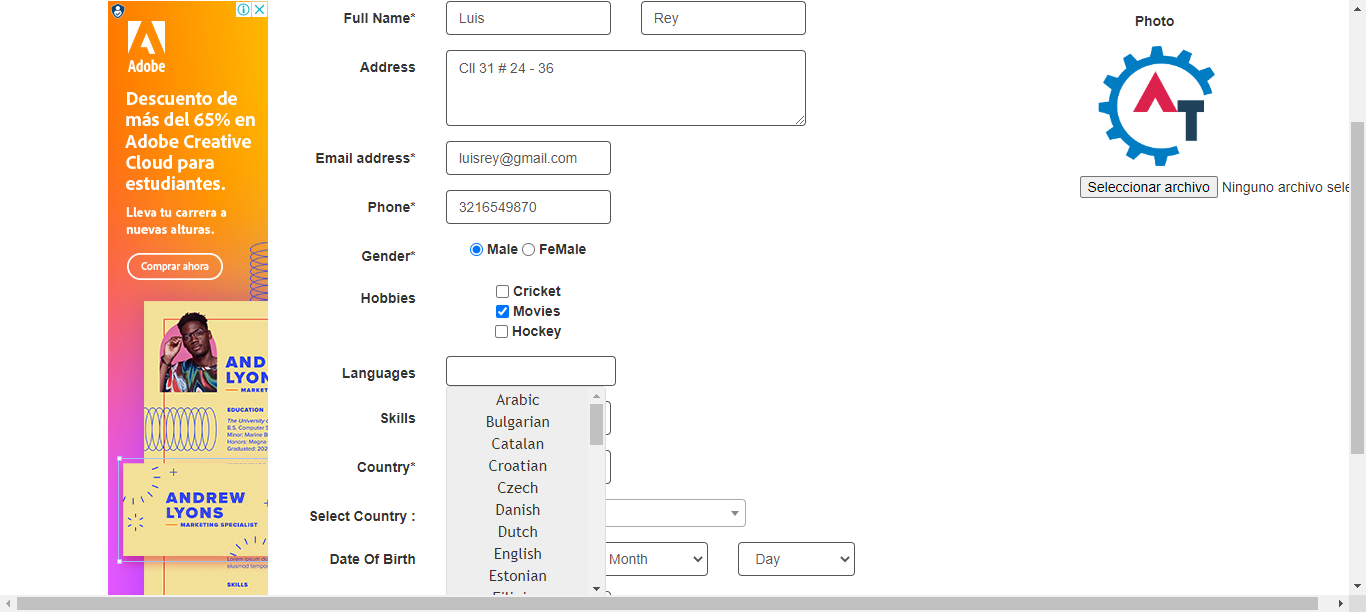 Adobe
Descuento de
más del 65% en
Adobe Creative
Cloud para
estudiantes.
Lleva tu carrera a
nuevas alturas.
Comprar ahora
AND
LYON
MARKET
EDUCATION
ANDREW
LYONS
MARKETING SPECIALIST
SKILLS
Full Name* Luis Rey
Address Cll 31 # 24 - 36
Email address* luisrey@gmail.com
Phone* 3216549870
Gender* Male FeMale
Hobbies Cricket
Movies
Hockey
Languages
Arabic
Bulgarian
Catalan
Croatian
Czech
Danish
Dutch
English
Estonian
Skills
Country*
Select Country :
Date Of Birth Month Day
Photo
AT
Seleccionar archivo Ninguno archivo sele